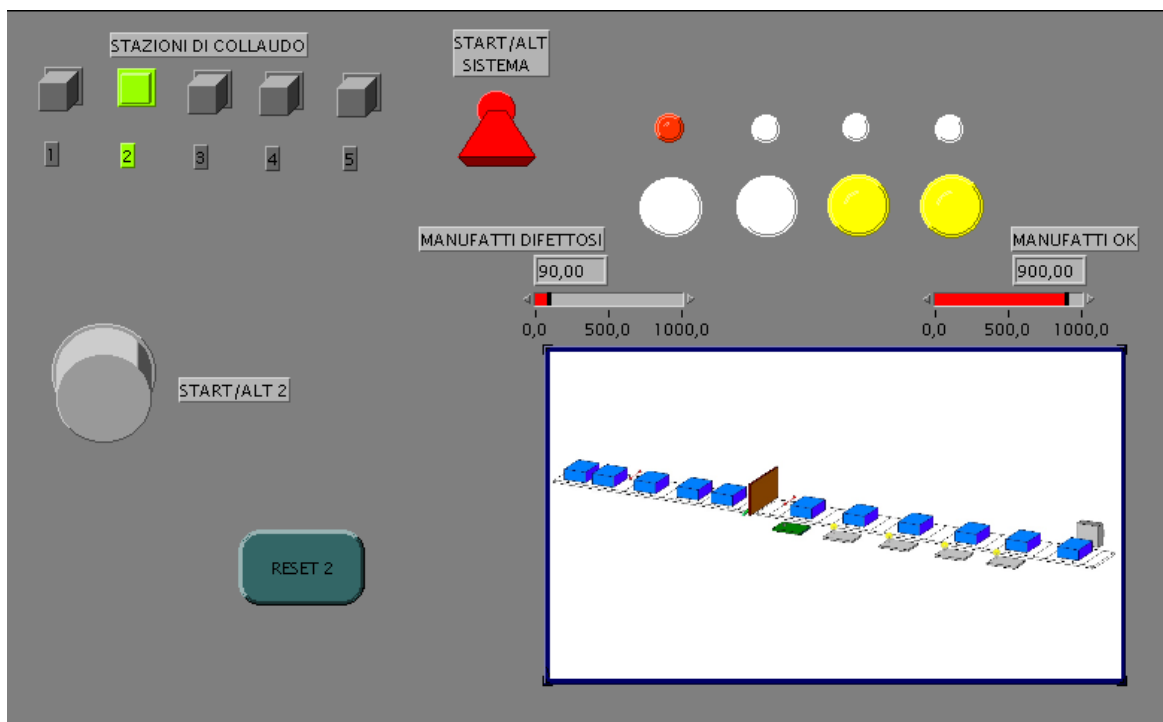 STAZIONI DI COLLAUDO
1 2 3 4 5
START/ALT
SISTEMA
MANUFATTI DIFETTOSI
90,00
0,0 500,0 1000,0
MANUFATTI OK
900,00
0,0 500,0 1000,0
START/ALT 2
RESET 2